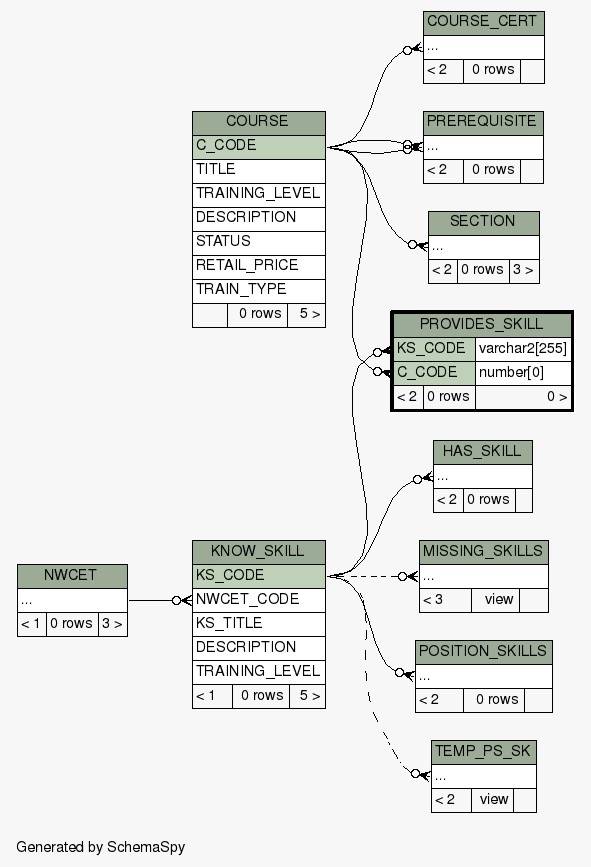 COURSE_CERT
...
< 2 0 rows
COURSE
C_CODE
TITLE
TRAINING_LEVEL
DESCRIPTION
STATUS
RETAIL_PRICE
TRAIN_TYPE
0 rows 5 >
PREREQUISITE
...
< 2 0 rows
SECTION
...
< 2 0 rows 3 >
PROVIDES_SKILL
KS_CODE varchar2[255]
C_CODE number[0]
< 2 0 rows 0 >
HAS_SKILL
...
< 2 0 rows
NWCET
...
< 1 0 rows 3 >
KNOW_SKILL
KS_CODE
NWCET_CODE
KS_TITLE
DESCRIPTION
TRAINING_LEVEL
< 1 0 rows 5 >
MISSING_SKILLS
...
< 3 view
POSITION_SKILLS
...
< 2 0 rows
TEMP_PS_SK
...
< 2 view
Generated by SchemaSpy